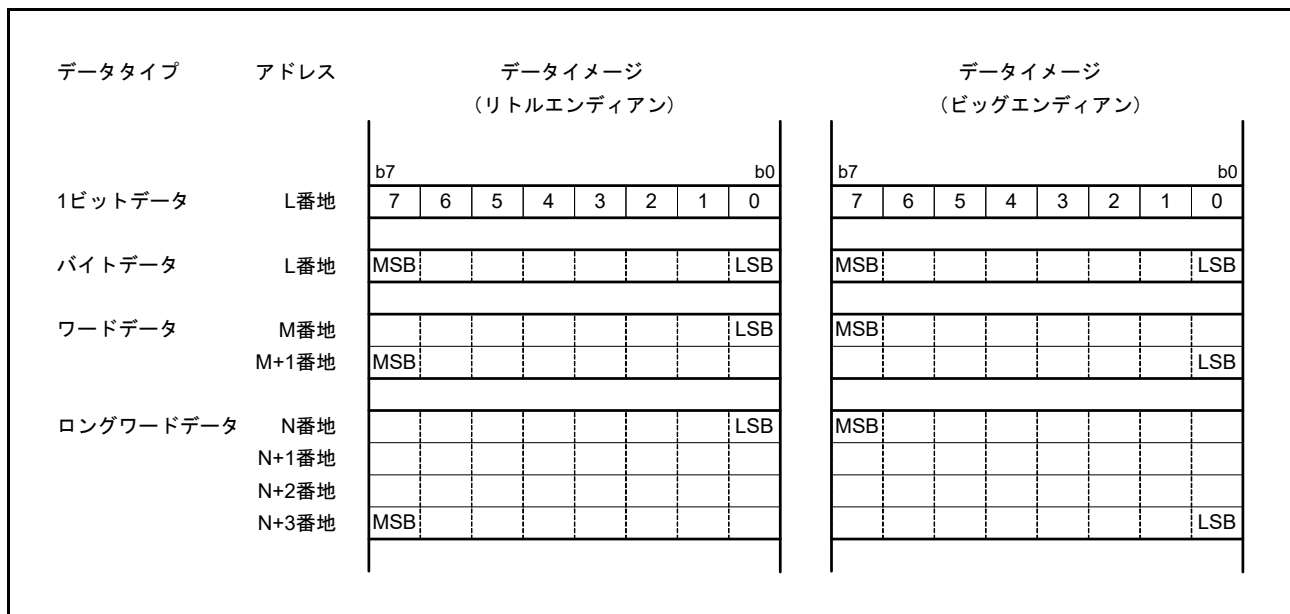 データタイプ アドレス データイメージ データイメージ
（リトルエンディアン） （ビッグエンディアン）
b7 b0 b7 b0
1ビットデータ L番地 7 6 5 4 3 2 1 0 7 6 5 4 3 2 1 0
バイトデータ L番地 MSB LSB MSB LSB
ワードデータ M番地 LSB MSB
M+1番地 MSB LSB
ロングワードデータ N番地 LSB MSB
N+1番地
N+2番地
N+3番地 MSB LSB